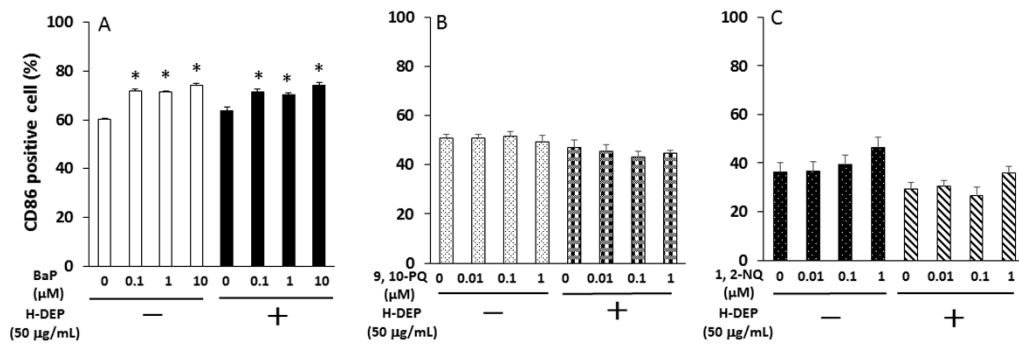 A
CD86 positive cell (%)
100
80
60
40
20
0
* * * * * *
BaP (μM)
0 0.1 1 10 0 0.1 1 10
H-DEP (50 μg/mL)
— +
B
100
80
60
40
20
0
9, 10-PQ (μM)
0 0.01 0.1 1 0 0.01 0.1 1
H-DEP (50 μg/mL)
— +
C
100
80
60
40
20
0
1, 2-NQ (μM)
0 0.01 0.1 1 0 0.01 0.1 1
H-DEP (50 μg/mL)
— +